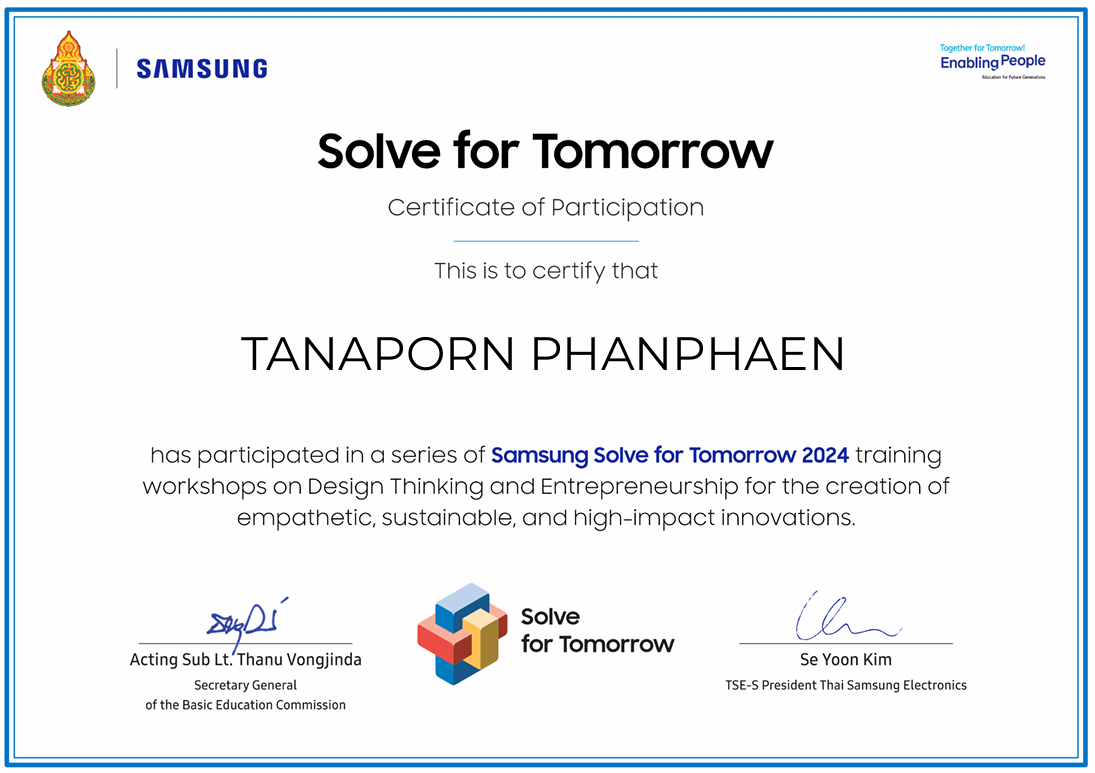 SAMSUNG
Together for Tomorrow!
Enabling People
Education for Future Generations
Solve for Tomorrow
Certificate of Participation
This is to certify that
TANAPORN PHANPHAEN
has participated in a series of Samsung Solve for Tomorrow 2024 training
workshops on Design Thinking and Entrepreneurship for the creation of
empathetic, sustainable, and high-impact innovations.
Solve
for Tomorrow
Acting Sub Lt. Thanu Vongjinda
Secretary General
of the Basic Education Commission
Se Yoon Kim
TSE-S President Thai Samsung Electronics